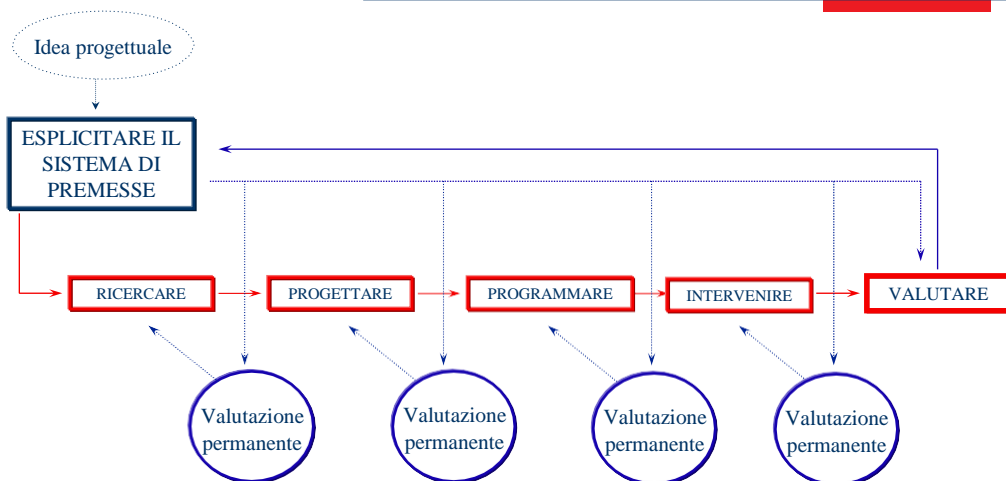 Idea progettuale
ESPLICITARE IL
SISTEMA DI
PREMESSE
RICERCARE
PROGETTARE
PROGRAMMARE
INTERVENIRE
VALUTARE
Valutazione
permanente
Valutazione
permanente
Valutazione
permanente
Valutazione
permanente